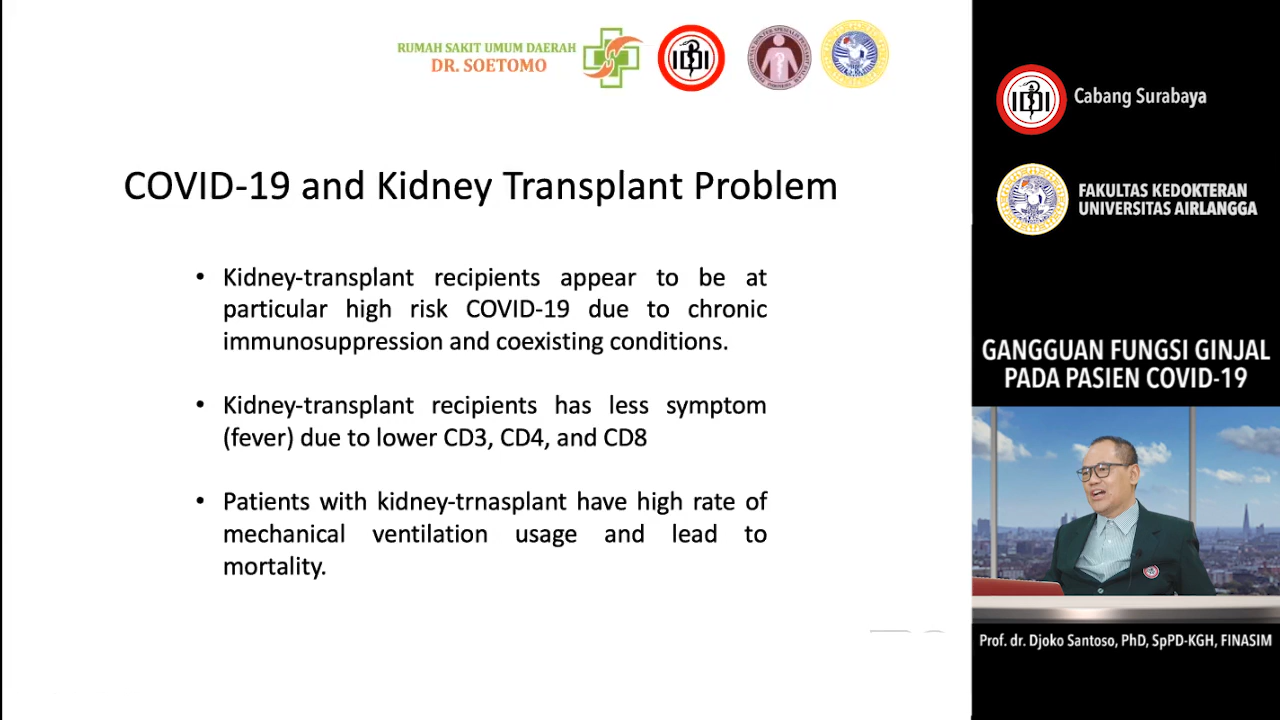 RUMAH SAKIT UMUM DAERAH
DR. SOETOMO
IDI
COVID-19 and Kidney Transplant Problem
• Kidney-transplant recipients appear to be at
particular high risk COVID-19 due to chronic
immunosuppression and coexisting conditions.
• Kidney-transplant recipients has less symptom
(fever) due to lower CD3, CD4, and CD8
• Patients with kidney-trnasplant have high rate of
mechanical ventilation usage and lead to
mortality.
IDI
Cabang Surabaya
FAKULTAS KEDOKTERAN
UNIVERSITAS AIRLANGGA
GANGGUAN FUNGSI GINJAL
PADA PASIEN COVID-19
Prof. dr. Djoko Santoso, PhD, SpPD-KGH, FINASIM